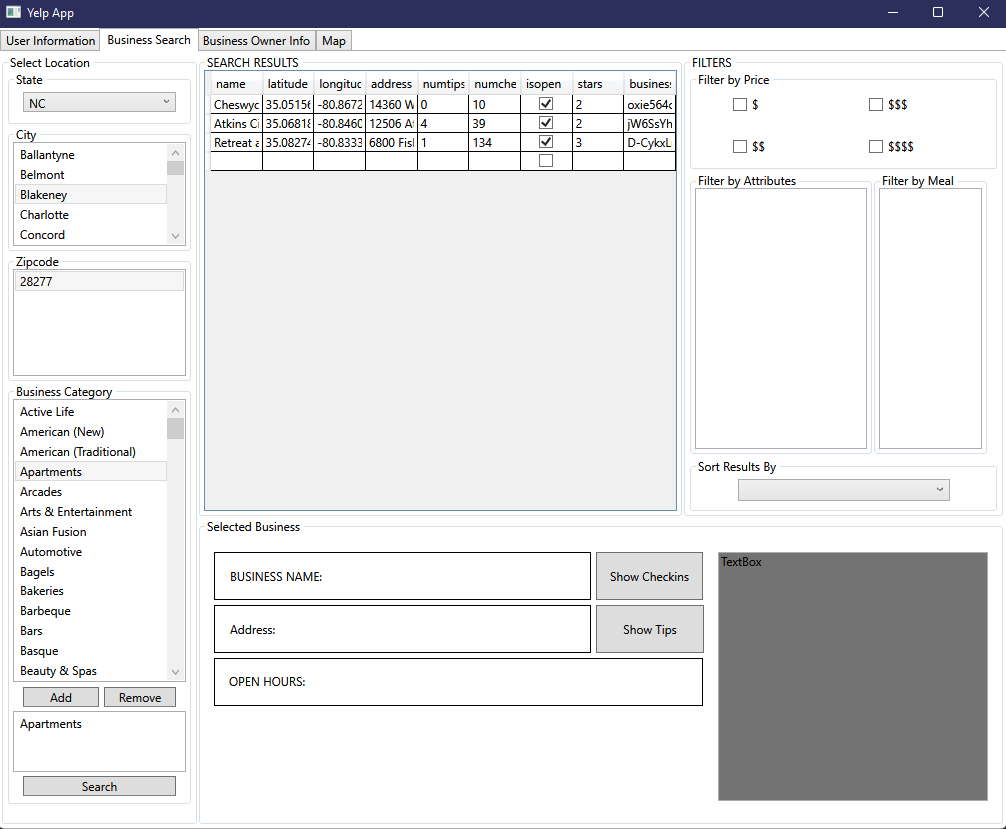 Yelp App
User Information Business Search Business Owner Info Map
Select Location
State
NC
City
Ballantyne
Belmont
Blakeney
Charlotte
Concord
Zipcode
28277
Business Category
Active Life
American (New)
American (Traditional)
Apartments
Arcades
Arts & Entertainment
Asian Fusion
Automotive
Bagels
Bakeries
Barbeque
Bars
Basque
Beauty & Spas
Add Remove
Apartments
Search
SEARCH RESULTS
name latitude longituc address numtips numche isopen stars busines
Cheswyc 35.05156 -80.8672 14360 W 0 10 2 oxie564c
Atkins Ci 35.06818 -80.8460 12506 A 4 39 2 jW6SsYh
Retreat a 35.08274 -80.8333 6800 Fisl 1 134 3 D-CykxL
FILTERS
Filter by Price
$ $$$
$$ $$$$
Filter by Attributes Filter by Meal
Sort Results By
Selected Business
BUSINESS NAME: Show Checkins
Address: Show Tips
OPEN HOURS:
TextBox